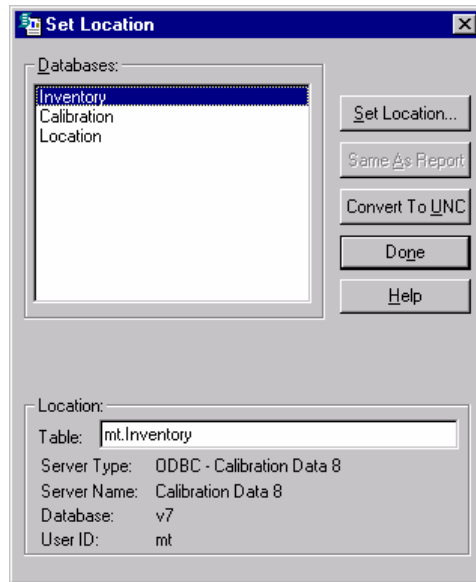 Set Location
Databases:
Inventory
Calibration
Location
Set Location...
Same As Report
Convert To UNC
Done
Help
Location:
Table: mt.Inventory
Server Type: ODBC - Calibration Data 8
Server Name: Calibration Data 8
Database: v7
User ID: mt